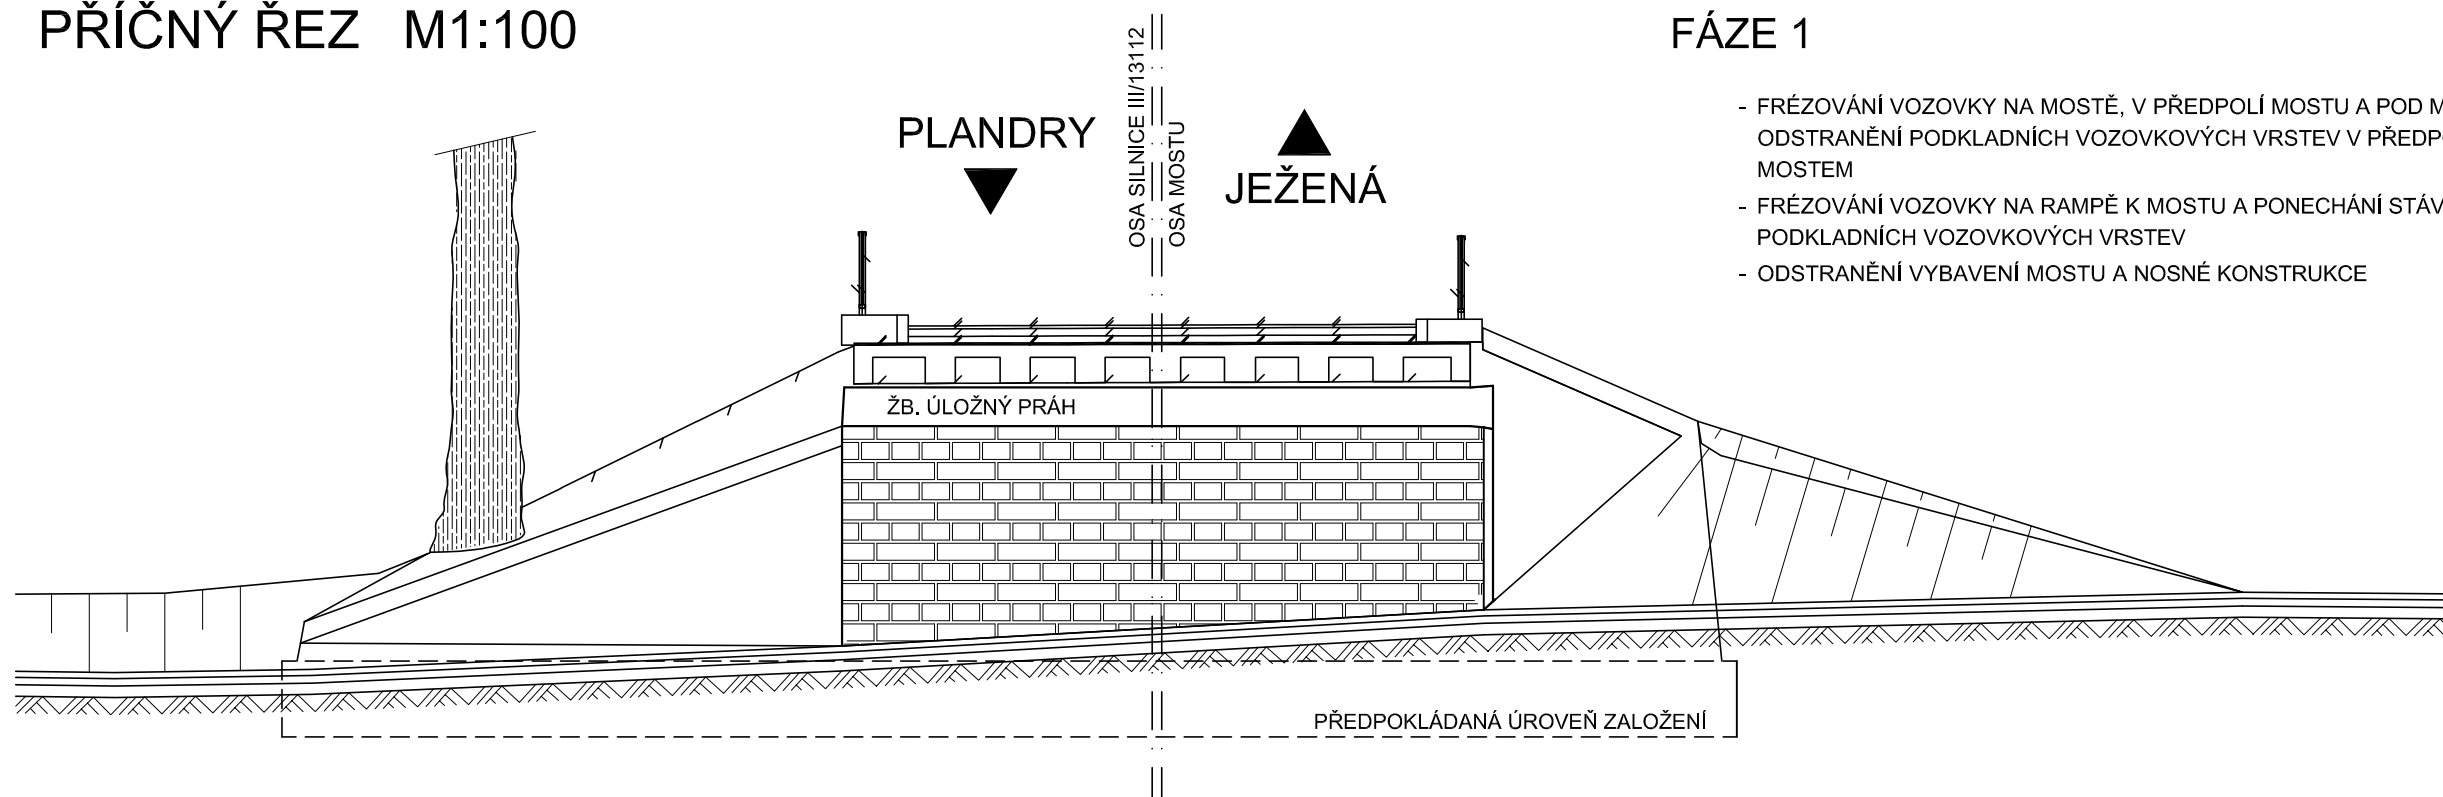 PŘÍČNÝ ŘEZ M1:100
FÁZE 1
- FRÉZOVÁNÍ VOZOVKY NA MOSTĚ, V PŘEDPOLÍ MOSTU A POD M
ODSTRANĚNÍ PODKLADNÍCH VOZOVKOVÝCH VRSTEV V PŘEDP
MOSTEM
- FRÉZOVÁNÍ VOZOVKY NA RAMPĚ K MOSTU A PONECHÁNÍ STÁV
PODKLADNÍCH VOZOVKOVÝCH VRSTEV
- ODSTRANĚNÍ VYBAVENÍ MOSTU A NOSNÉ KONSTRUKCE
PLANDRY
OSA SILNICE III/13112
OSA MOSTU
JEŽENÁ
ŽB. ÚLOŽNÝ PRÁH
PŘEDPOKLÁDANÁ ÚROVEŇ ZALOŽENÍ